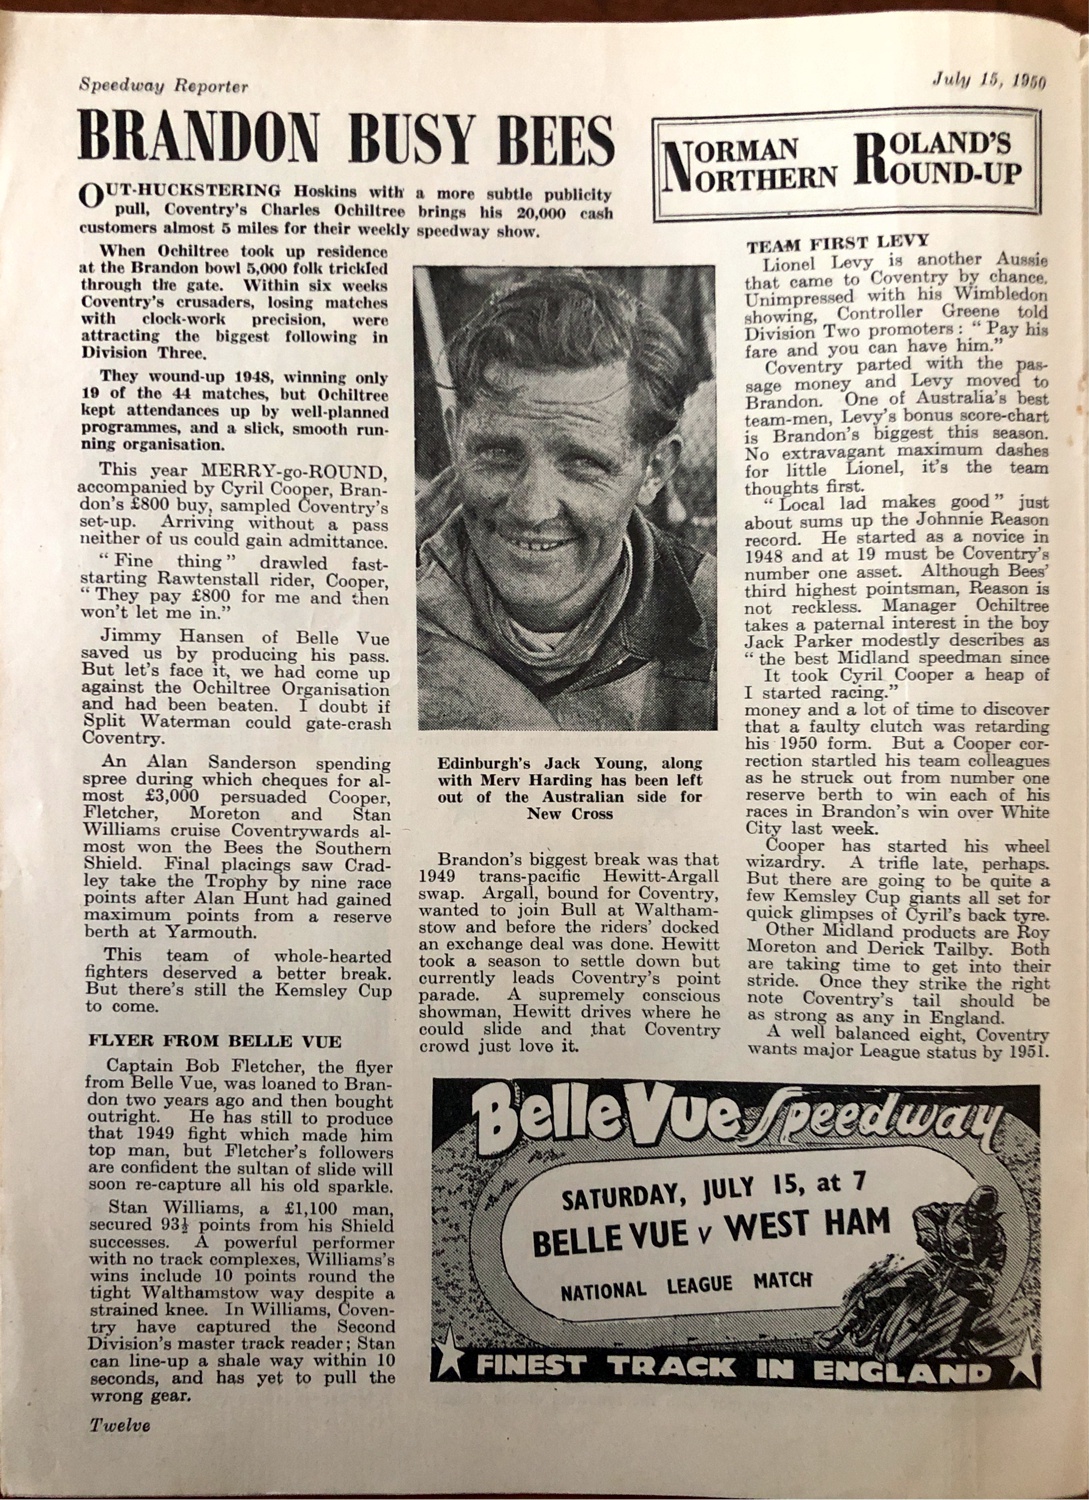 Speedway Reporter
July 15, 1950
BRANDON BUSY BEES
OUT-HUCKSTERING Hoskins with a more subtle publicity
pull, Coventry's Charles Ochiltree brings his 20,000 cash
customers almost 5 miles for their weekly speedway show.
NORMAN ROLAND'S
NORTHERN ROUND-UP
When Ochiltree took up residence
at the Brandon bowl 5,000 folk trickled
through the gate. Within six weeks
Coventry's crusaders, losing matches
with clock-work precision, were
attracting the biggest following in
Division Three.
They wound-up 1948, winning only
19 of the 44 matches, but Ochiltree
kept attendances up by well-planned
programmes, and a slick, smooth run-
ning organisation.
This year MERRY-go-ROUND,
accompanied by Cyril Cooper, Bran-
don's £800 buy, sampled Coventry's
set-up. Arriving without a pass
neither of us could gain admittance.
" Fine thing " drawled fast-
starting Rawtenstall rider, Cooper,
" They pay £800 for me and then
won't let me in."
Jimmy Hansen of Belle Vue
saved us by producing his pass.
But let's face it, we had come up
against the Ochiltree Organisation
and had been beaten. I doubt if
Split Waterman could gate-crash
Coventry.
An Alan Sanderson spending
spree during which cheques for al-
most £3,000 persuaded Cooper,
Fletcher, Moreton and Stan
Williams cruise Coventrywards al-
most won the Bees the Southern
Shield. Final placings saw Crad-
ley take the Trophy by nine race
points after Alan Hunt had gained
maximum points from a reserve
berth at Yarmouth.
This team of whole-hearted
fighters deserved a better break.
But there's still the Kemsley Cup
to come.
FLYER FROM BELLE VUE
Captain Bob Fletcher, the flyer
from Belle Vue, was loaned to Bran-
don two years ago and then bought
outright. He has still to produce
that 1949 fight which made him
top man, but Fletcher's followers
are confident the sultan of slide will
soon re-capture all his old sparkle.
Stan Williams, a £1,100 man,
secured 93½ points from his Shield
successes. A powerful performer
with no track complexes, Williams's
wins include 10 points round the
tight Walthamstow way despite a
strained knee. In Williams, Coven-
try have captured the Second
Division's master track reader; Stan
can line-up a shale way within 10
seconds, and has yet to pull the
wrong gear.
Edinburgh's Jack Young, along
with Merv Harding has been left
out of the Australian side for
New Cross
Brandon's biggest break was that
1949 trans-pacific Hewitt-Argall
swap. Argall, bound for Coventry,
wanted to join Bull at Waltham-
stow and before the riders' docked
an exchange deal was done. Hewitt
took a season to settle down but
currently leads Coventry's point
parade. A supremely conscious
showman, Hewitt drives where he
could slide and that Coventry
crowd just love it.
TEAM FIRST LEVY
Lionel Levy is another Aussie
that came to Coventry by chance.
Unimpressed with his Wimbledon
showing, Controller Greene told
Division Two promoters: " Pay his
fare and you can have him."
Coventry parted with the pas-
sage money and Levy moved to
Brandon. One of Australia's best
team-men, Levy's bonus score-chart
is Brandon's biggest this season.
No extravagant maximum dashes
for little Lionel, it's the team
thoughts first.
" Local lad makes good " just
about sums up the Johnnie Reason
record. He started as a novice in
1948 and at 19 must be Coventry's
number one asset. Although Bees'
third highest pointsman, Reason is
not reckless. Manager Ochiltree
takes a paternal interest in the boy
Jack Parker modestly describes as
" the best Midland speedman since
It took Cyril Cooper a heap of
I started racing."
money and a lot of time to discover
that a faulty clutch was retarding
his 1950 form. But a Cooper cor-
rection startled his team colleagues
as he struck out from number one
reserve berth to win each of his
races in Brandon's win over White
City last week.
Cooper has started his wheel
wizardry. A trifle late, perhaps.
But there are going to be quite a
few Kemsley Cup giants all set for
quick glimpses of Cyril's back tyre.
Other Midland products are Roy
Moreton and Derick Tailby. Both
are taking time to get into their
stride. Once they strike the right
note Coventry's tail should be
as strong as any in England.
A well balanced eight, Coventry
wants major League status by 1951.
Belle Vue Speedway
SATURDAY, JULY 15, at 7
BELLE VUE v WEST HAM
NATIONAL LEAGUE MATCH
FINEST TRACK IN ENGLAND
Twelve